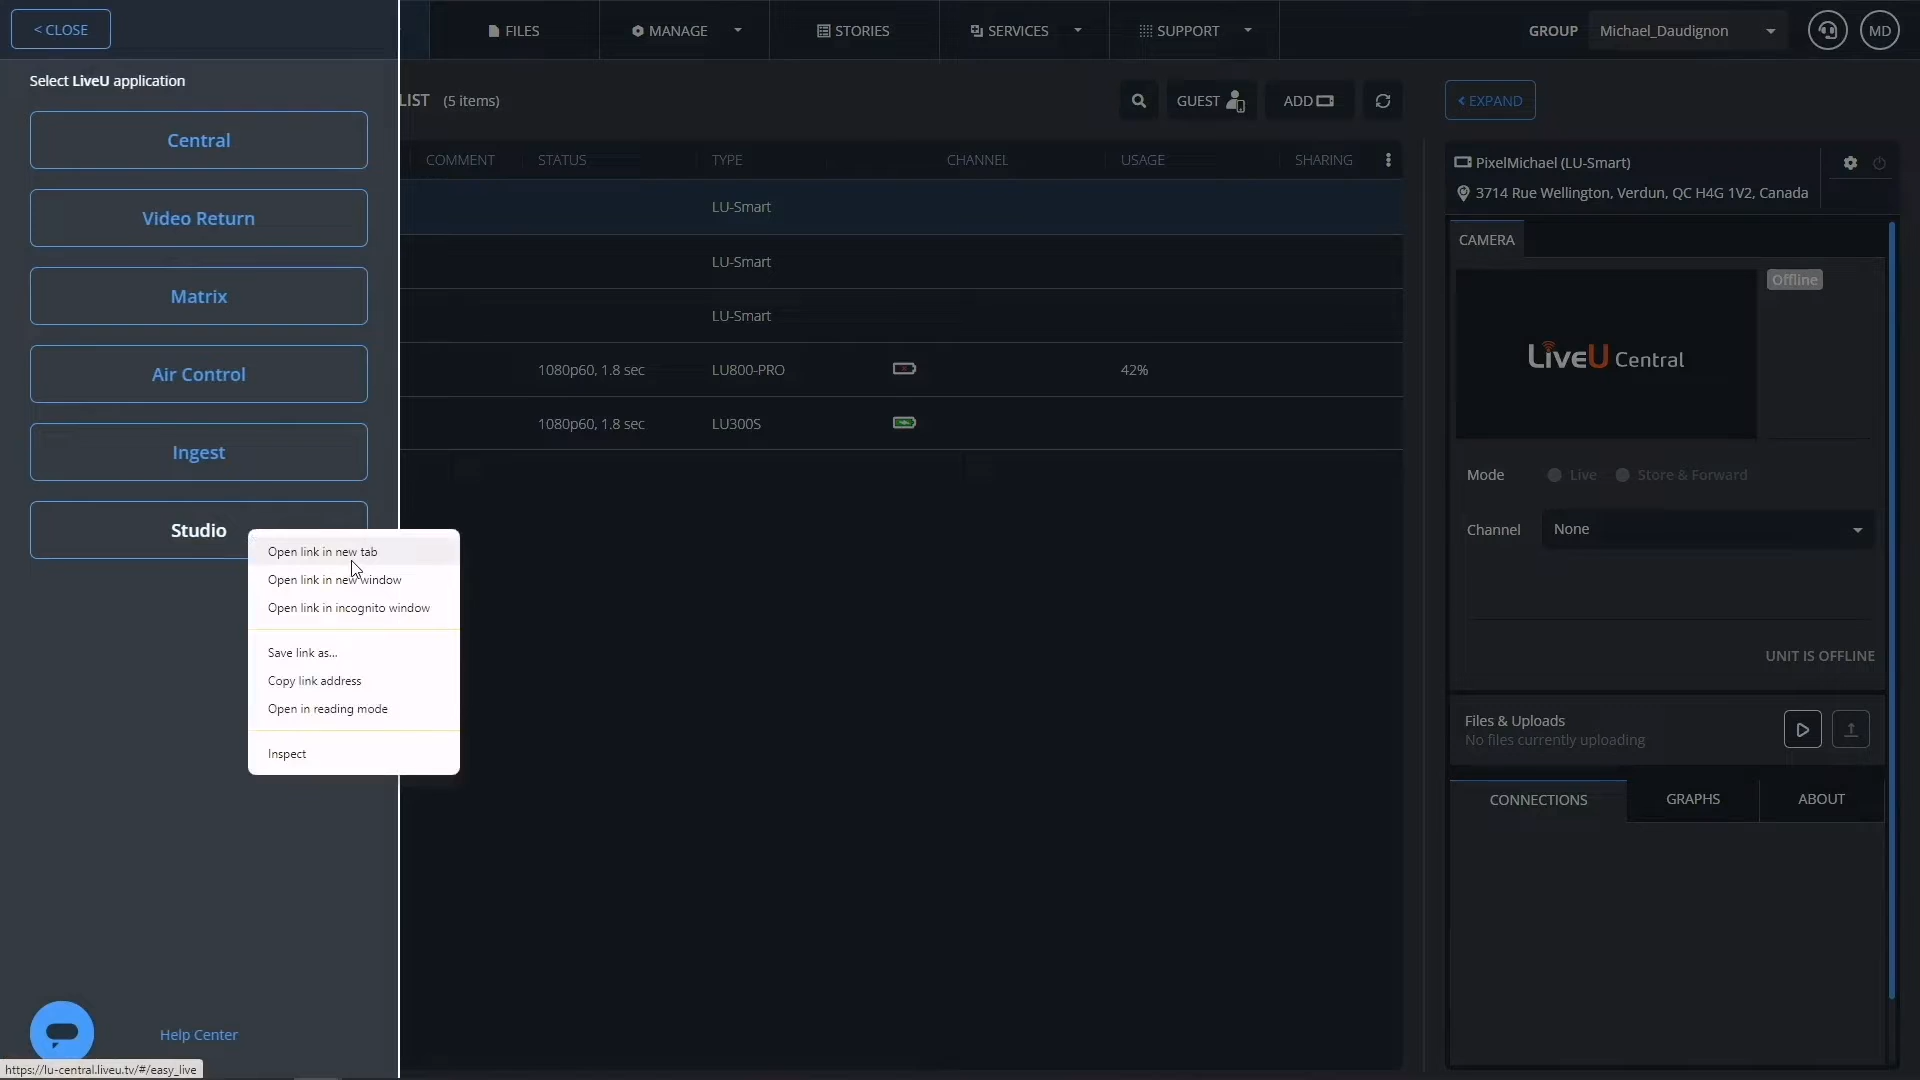 < CLOSE
FILES
MANAGE
STORIES
SERVICES
SUPPORT
GROUP
Michael_Daudignon
MD
Select LiveU application
Central
Video Return
Matrix
Air Control
Ingest
Studio
LIST (5 items)
GUEST
ADD
< EXPAND
COMMENT STATUS TYPE CHANNEL USAGE SHARING
LU-Smart
LU-Smart
LU-Smart
1080p60, 1.8 sec LU800-PRO 42%
1080p60, 1.8 sec LU300S
Open link in new tab
Open link in new window
Open link in incognito window
Save link as...
Copy link address
Open in reading mode
Inspect
PixelMichael (LU-Smart)
3714 Rue Wellington, Verdun, QC H4G 1V2, Canada
CAMERA
Offline
LiveU Central
Mode Live Store & Forward
Channel None
UNIT IS OFFLINE
Files & Uploads
No files currently uploading
CONNECTIONS GRAPHS ABOUT
Help Center
https://lu-central.liveu.tv/#/easy_live